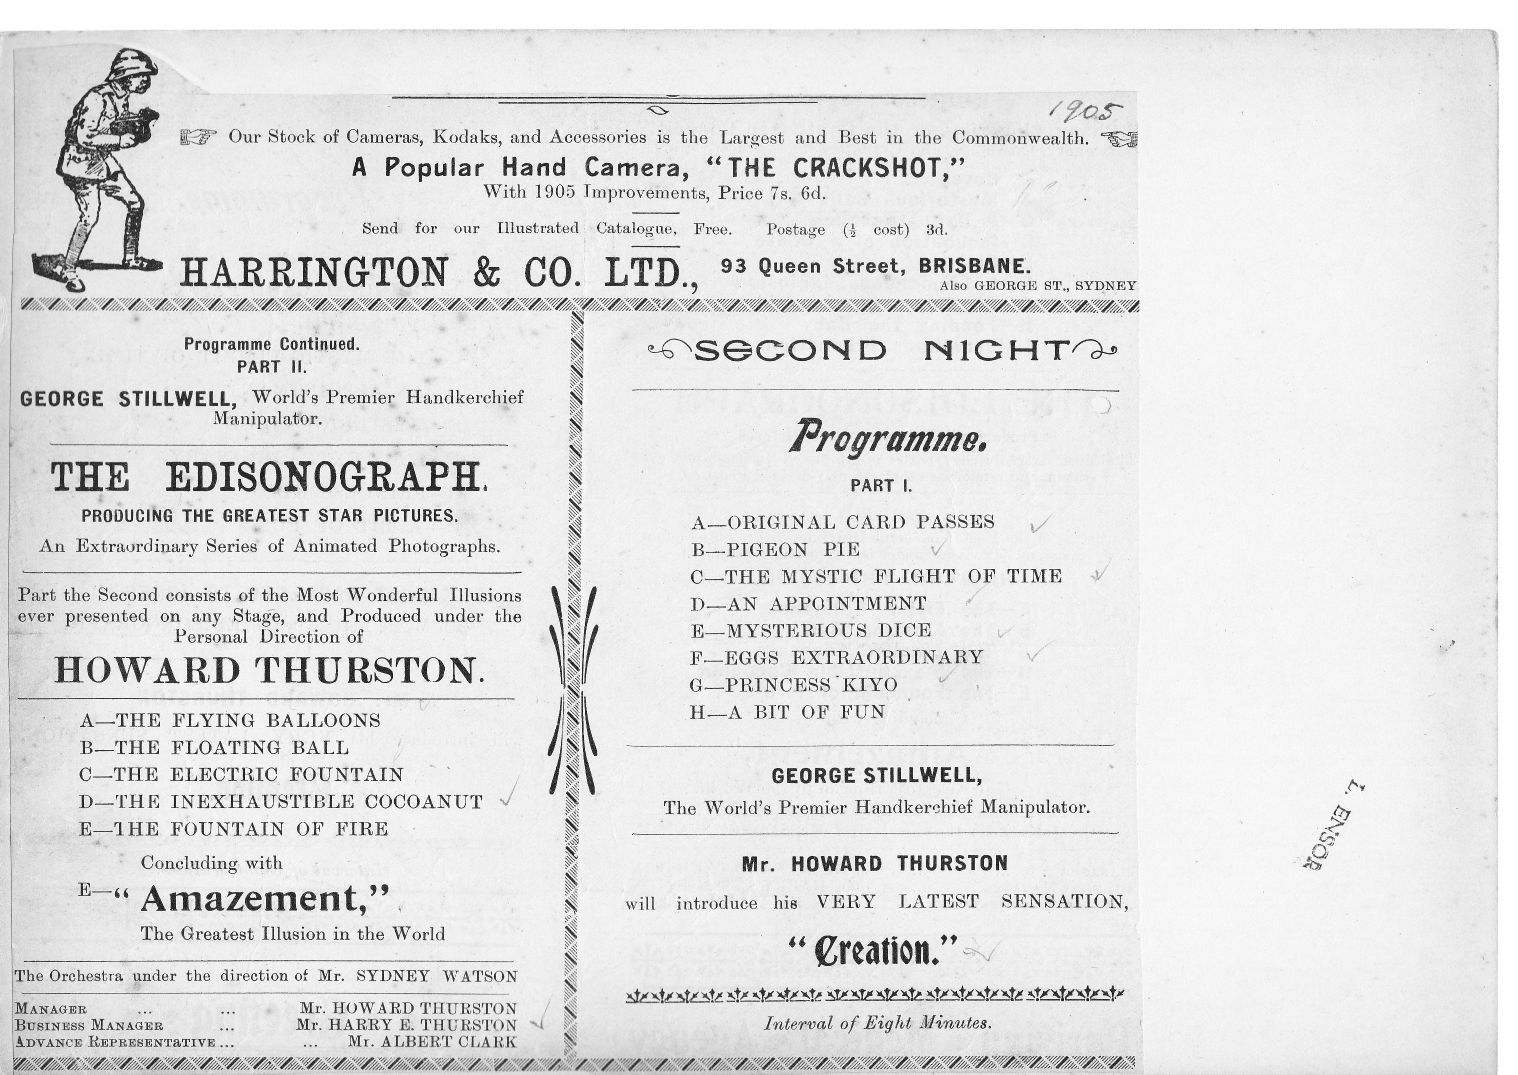 1905
Our Stock of Cameras, Kodaks, and Accessories is the Largest and Best in the Commonwealth.
A Popular Hand Camera, "THE CRACKSHOT,"
With 1905 Improvements, Price 7s. 6d.
Send for our Illustrated Catalogue, Free. Postage (½ cost) 3d.
HARRINGTON & CO. LTD., 93 Queen Street, BRISBANE.
Also GEORGE ST., SYDNEY
Programme Continued.
PART II.
GEORGE STILLWELL, World's Premier Handkerchief
Manipulator.
THE EDISONOGRAPH.
PRODUCING THE GREATEST STAR PICTURES.
An Extraordinary Series of Animated Photographs.
Part the Second consists of the Most Wonderful Illusions
ever presented on any Stage, and Produced under the
Personal Direction of
HOWARD THURSTON.
A—THE FLYING BALLOONS
B—THE FLOATING BALL
C—THE ELECTRIC FOUNTAIN
D—THE INEXHAUSTIBLE COCOANUT
E—THE FOUNTAIN OF FIRE
Concluding with
E—"Amazement,"
The Greatest Illusion in the World
The Orchestra under the direction of Mr. SYDNEY WATSON
MANAGER ... ... Mr. HOWARD THURSTON
BUSINESS MANAGER ... Mr. HARRY E. THURSTON
ADVANCE REPRESENTATIVE ... ... Mr. ALBERT CLARK
SECOND NIGHT
Programme.
PART I.
A—ORIGINAL CARD PASSES
B—PIGEON PIE
C—THE MYSTIC FLIGHT OF TIME
D—AN APPOINTMENT
E—MYSTERIOUS DICE
F—EGGS EXTRAORDINARY
G—PRINCESS KIYO
H—A BIT OF FUN
GEORGE STILLWELL,
The World's Premier Handkerchief Manipulator.
Mr. HOWARD THURSTON
will introduce his VERY LATEST SENSATION,
"Creation."
Interval of Eight Minutes.
L. ENSOR